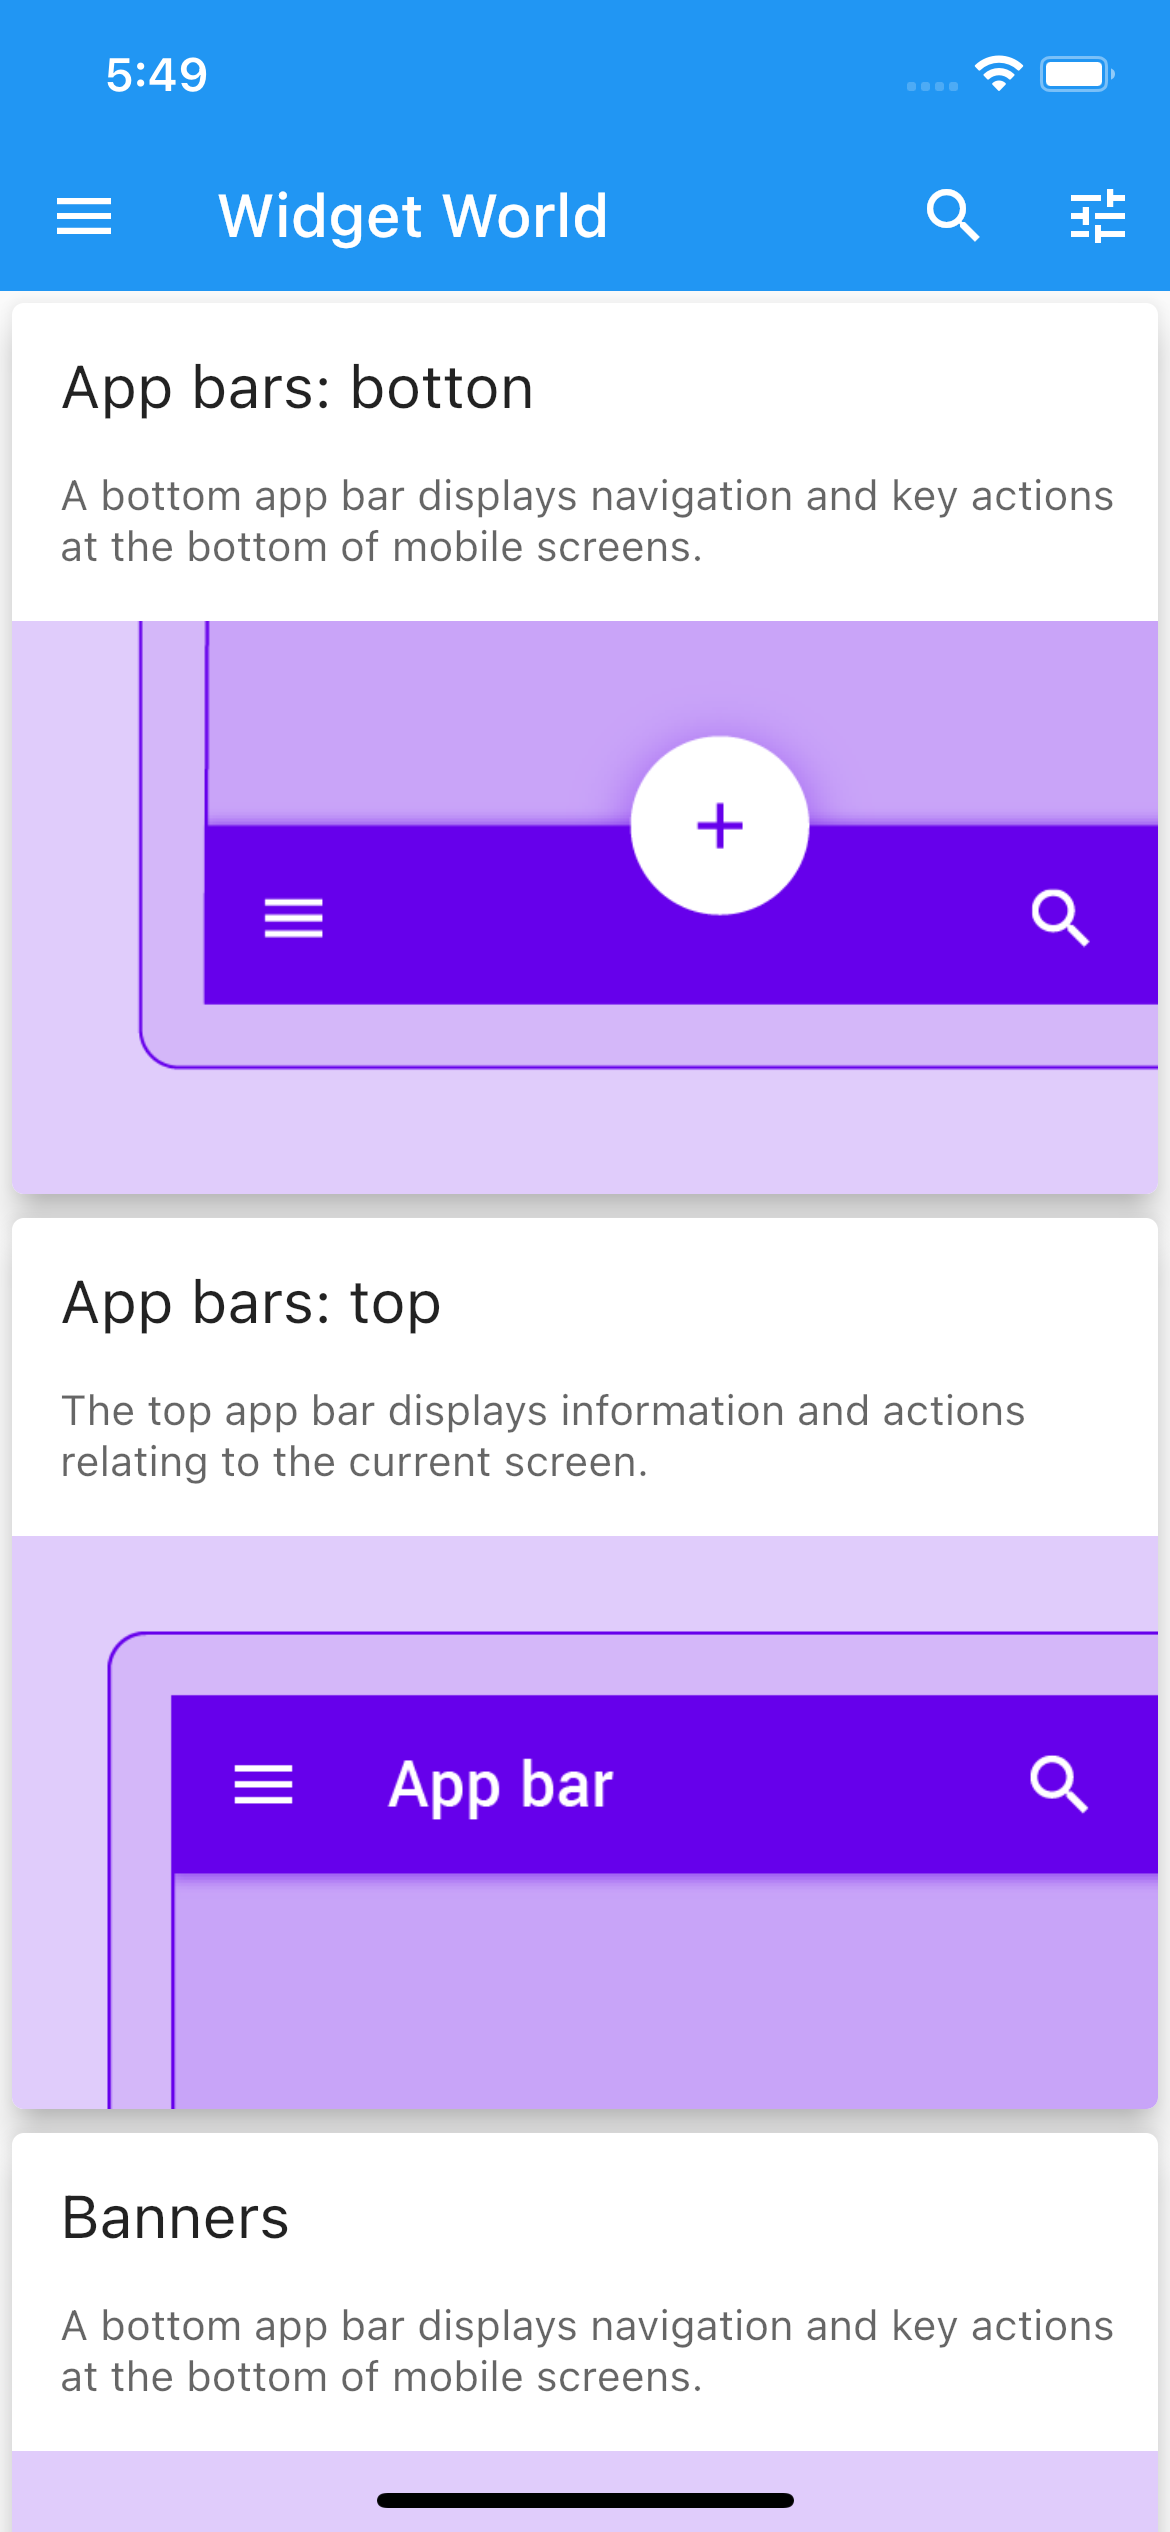 5:49
Widget World
App bars: botton
A bottom app bar displays navigation and key actions
at the bottom of mobile screens.
App bars: top
The top app bar displays information and actions
relating to the current screen.
App bar
Banners
A bottom app bar displays navigation and key actions
at the bottom of mobile screens.